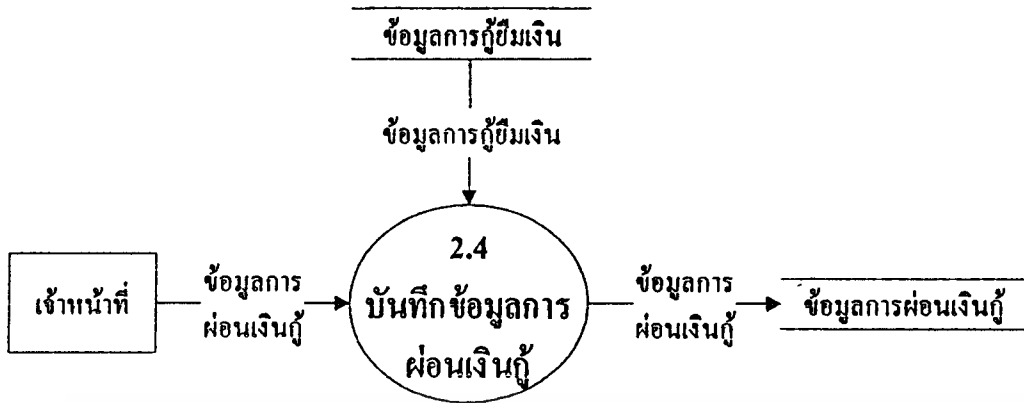 ข้อมูลการกู้ยืมเงิน
ข้อมูลการกู้ยืมเงิน
เจ้าหน้าที่
ข้อมูลการ
ผ่อนเงินกู้
2.4
บันทึกข้อมูลการ
ผ่อนเงินกู้
ข้อมูลการ
ผ่อนเงินกู้
ข้อมูลการผ่อนเงินกู้